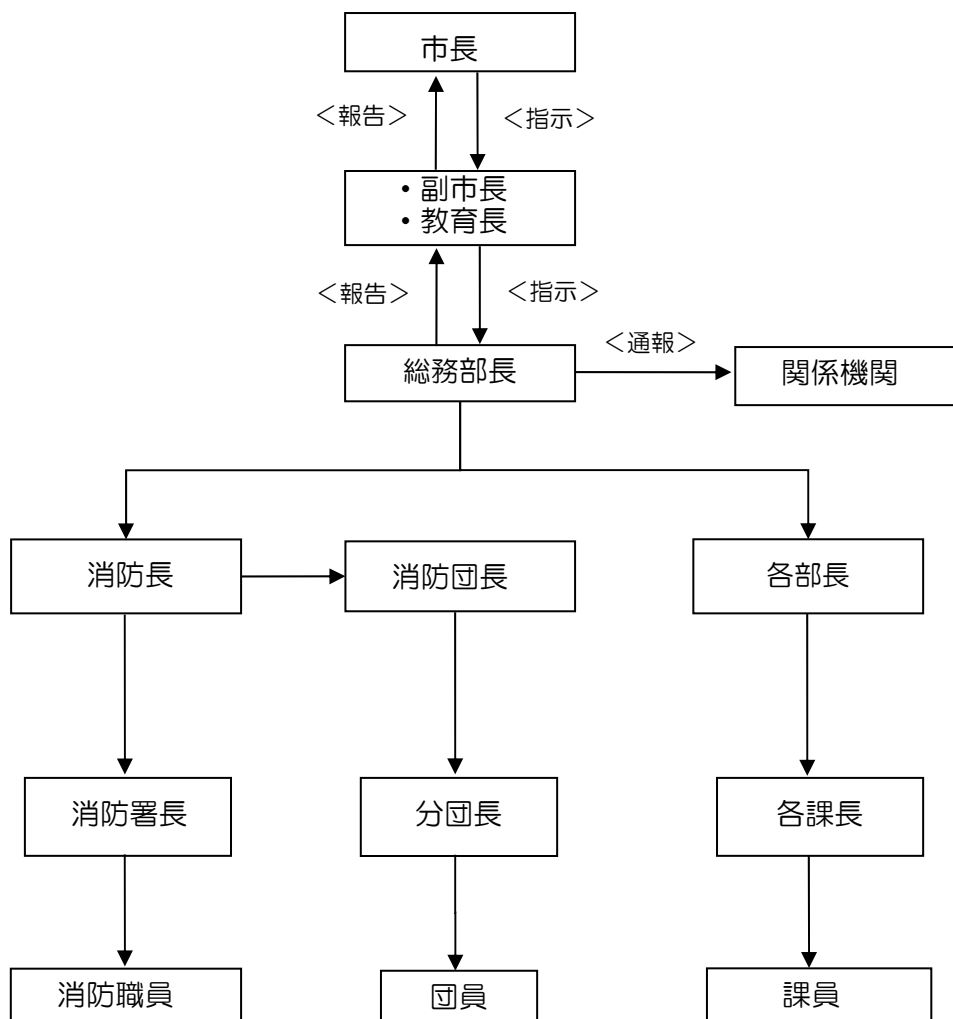 市長
＜報告＞
＜指示＞
・副市長
・教育長
＜報告＞
＜指示＞
＜通報＞
総務部長
関係機関
消防長
消防団長
各部長
消防署長
分団長
各課長
消防職員
団員
課員